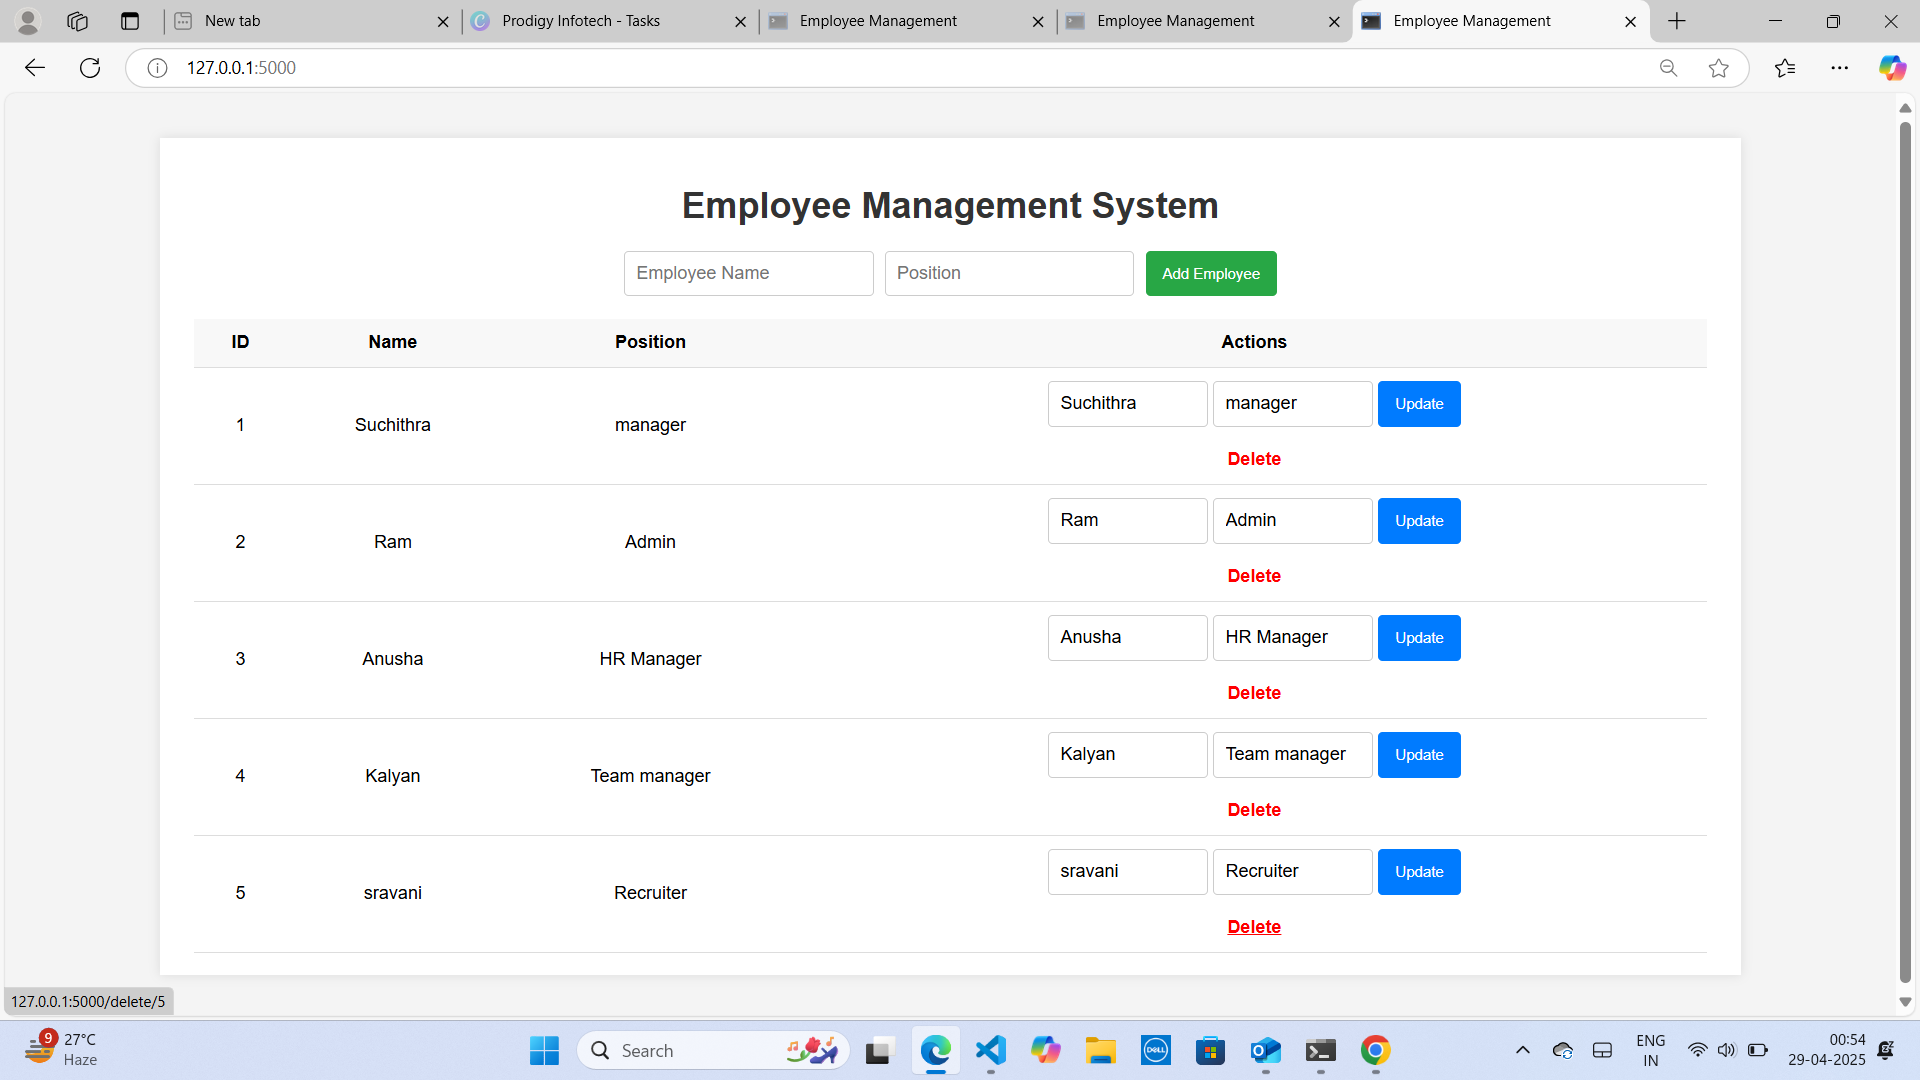 New tab
Prodigy Infotech - Tasks
Employee Management
Employee Management
Employee Management
127.0.0.1:5000
Employee Management System
Employee Name Position Add Employee
ID Name Position Actions
1 Suchithra manager Suchithra manager Update
Delete
2 Ram Admin Ram Admin Update
Delete
3 Anusha HR Manager Anusha HR Manager Update
Delete
4 Kalyan Team manager Kalyan Team manager Update
Delete
5 sravani Recruiter sravani Recruiter Update
Delete
127.0.0.1:5000/delete/5
9
27°C
Haze
Search
DELL
ENG
IN
00:54
29-04-2025